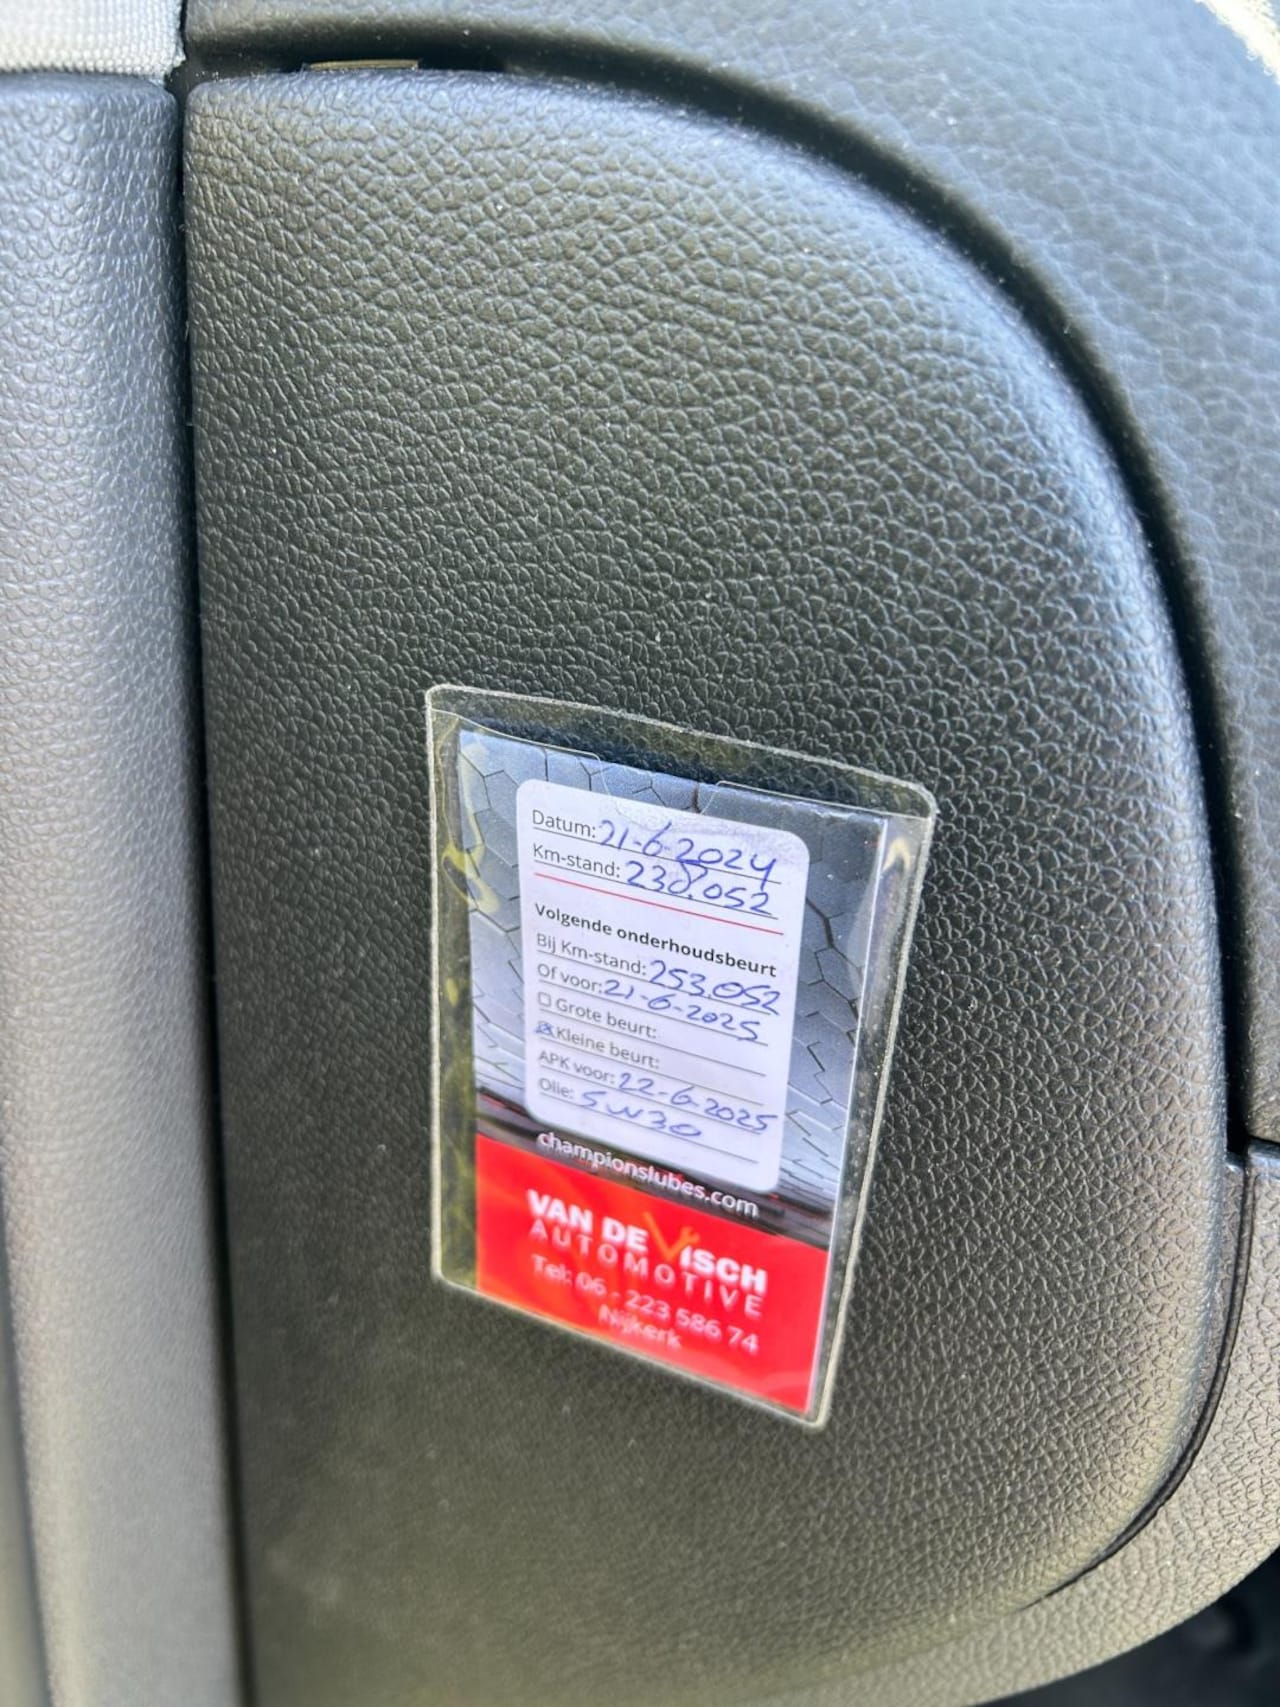 Datum: 21-6-2024
Km-stand: 238.052
Volgende onderhoudsbeurt
Bij Km-stand: 253.052
Of voor: 21-6-2025
Grote beurt:
Kleine beurt:
APK voor: 22-6-2025
Olie: 5W30
championslubes.com
VAN DE VISCH
AUTOMOTIVE
Tel: 06 - 223 586 74
Nijkerk